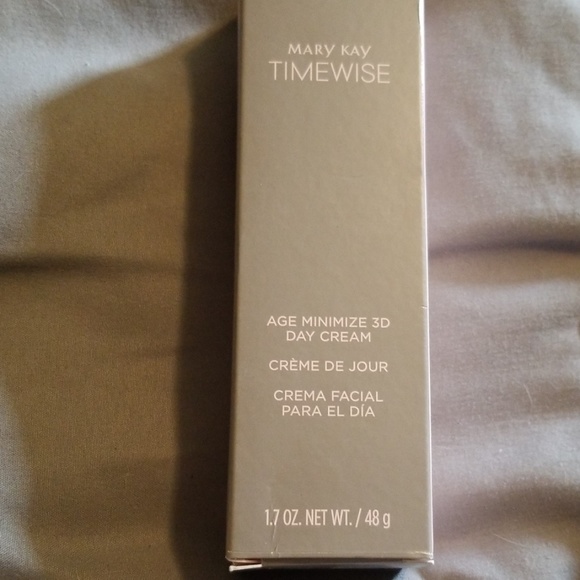 MARY KAY
TIMEWISE
AGE MINIMIZE 3D
DAY CREAM
CRÈME DE JOUR
CREMA FACIAL
PARA EL DÍA
1.7 OZ. NET WT. / 48 g